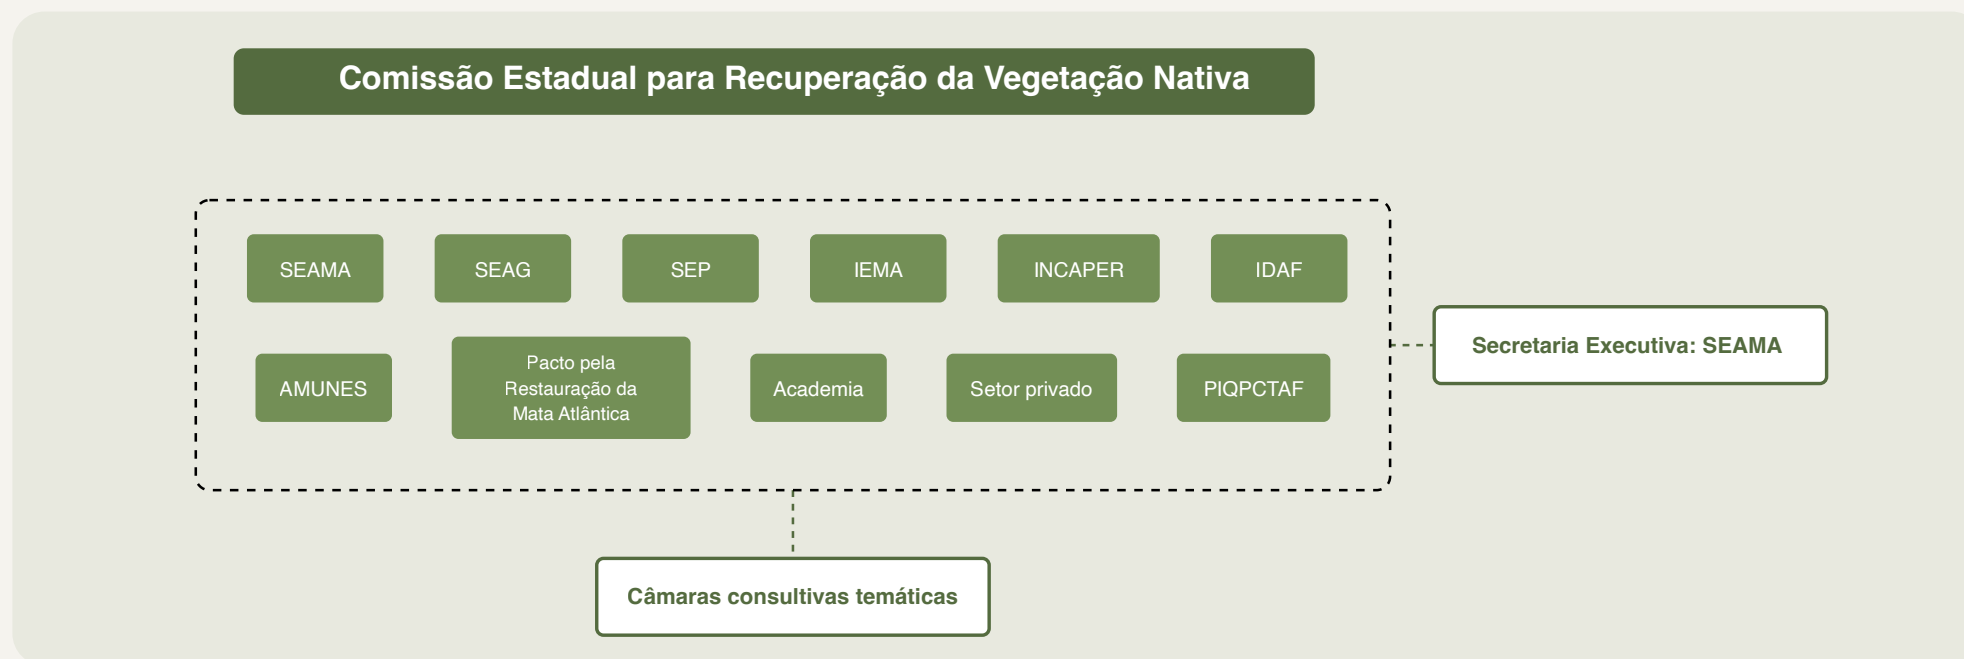 Comissão Estadual para Recuperação da Vegetação Nativa
SEAMA
SEAG
SEP
IEMA
INCAPER
IDAF
AMUNES
Pacto pela
Restauração da
Mata Atlântica
Academia
Setor privado
PIQPCTAF
Secretaria Executiva: SEAMA
Câmaras consultivas temáticas